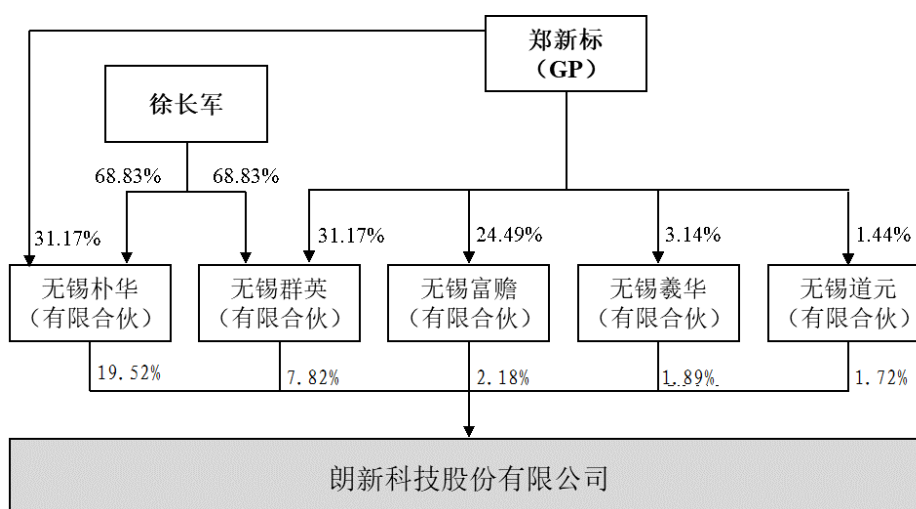 郑新标
（GP）
徐长军
68.83%
68.83%
31.17%
31.17%
24.49%
3.14%
1.44%
无锡朴华
（有限合伙）
无锡群英
（有限合伙）
无锡富赡
（有限合伙）
无锡羲华
（有限合伙）
无锡道元
（有限合伙）
19.52%
7.82%
2.18%
1.89%
1.72%
朗新科技股份有限公司